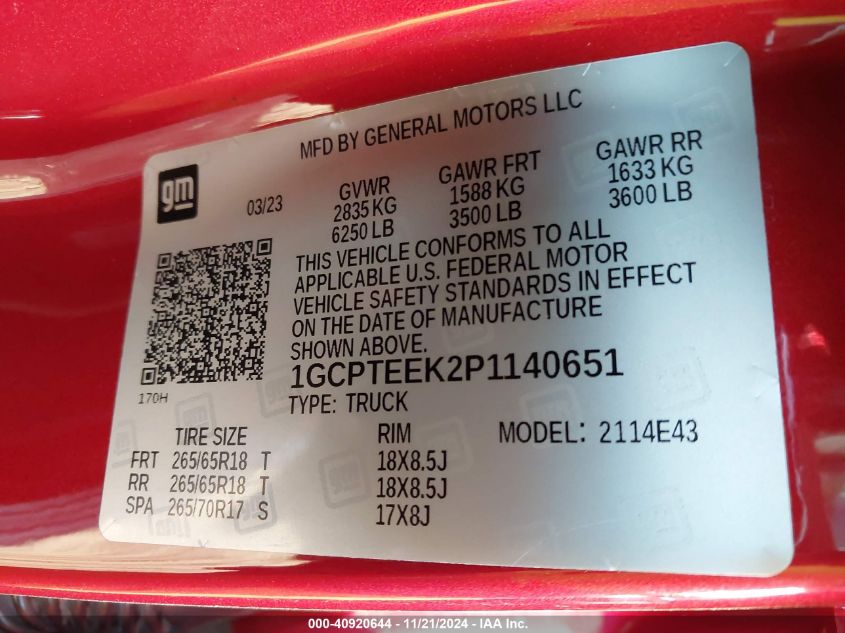 MFD BY GENERAL MOTORS LLC
gm
03/23
GVWR
2835 KG
6250 LB
GAWR FRT
1588 KG
3500 LB
GAWR RR
1633 KG
3600 LB
THIS VEHICLE CONFORMS TO ALL
APPLICABLE U.S. FEDERAL MOTOR
VEHICLE SAFETY STANDARDS IN EFFECT
ON THE DATE OF MANUFACTURE
SHOWN ABOVE.
170H
1GCPTEEK2P1140651
TYPE: TRUCK
TIRE SIZE RIM MODEL: 2114E43
FRT 265/65R18 T 18X8.5J
RR 265/65R18 T 18X8.5J
SPA 265/70R17 S 17X8J
000-40920644 - 11/21/2024 - IAA Inc.